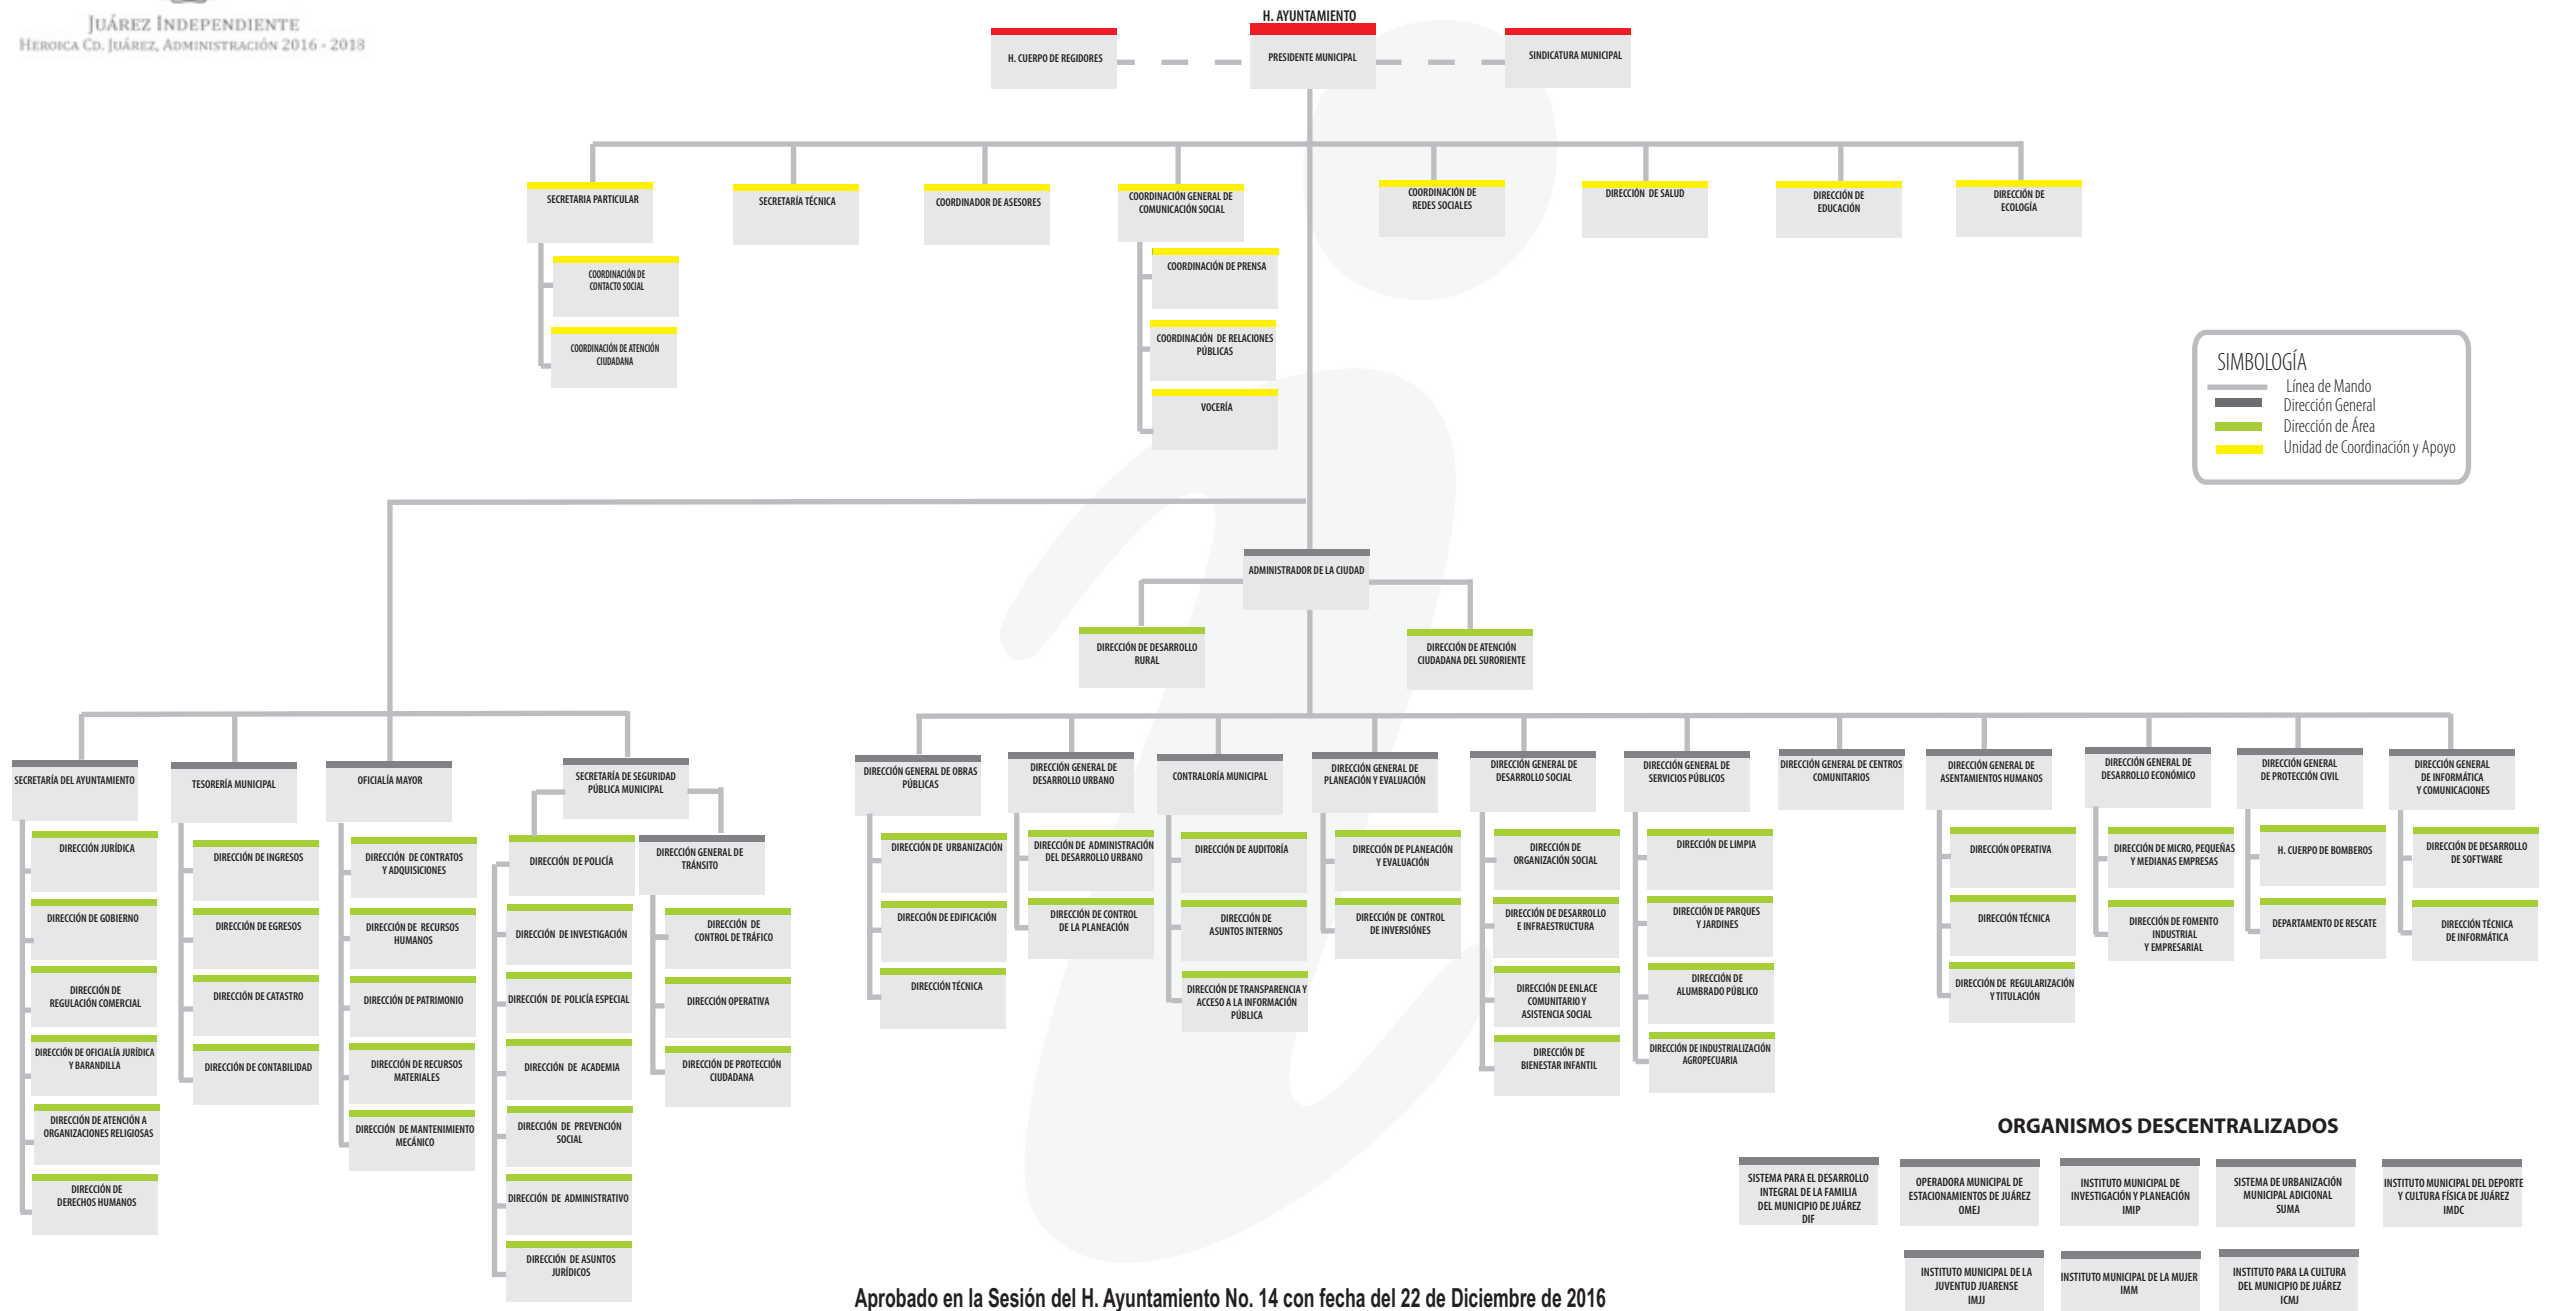 JUÁREZ INDEPENDIENTE
HEROICA CD. JUÁREZ, ADMINISTRACIÓN 2016 - 2018
H. AYUNTAMIENTO
H. CUERPO DE REGIDORES
PRESIDENTE MUNICIPAL
SINDICATURA MUNICIPAL
SECRETARIA PARTICULAR
SECRETARÍA TÉCNICA
COORDINADOR DE ASESORES
COORDINACIÓN GENERAL DE
COMUNICACIÓN SOCIAL
COORDINACIÓN DE
REDES SOCIALES
DIRECCIÓN DE SALUD
DIRECCIÓN DE
EDUCACIÓN
DIRECCIÓN DE
ECOLOGÍA
COORDINACIÓN DE
CONTACTO SOCIAL
COORDINACIÓN DE ATENCIÓN
CIUDADANA
COORDINACIÓN DE PRENSA
COORDINACIÓN DE RELACIONES
PÚBLICAS
VOCERÍA
SIMBOLOGÍA
Línea de Mando
Dirección General
Dirección de Área
Unidad de Coordinación y Apoyo
ADMINISTRADOR DE LA CIUDAD
DIRECCIÓN DE DESARROLLO
RURAL
DIRECCIÓN DE ATENCIÓN
CIUDADANA DEL SURORIENTE
SECRETARÍA DEL AYUNTAMIENTO
DIRECCIÓN JURÍDICA
DIRECCIÓN DE GOBIERNO
DIRECCIÓN DE
REGULACIÓN COMERCIAL
DIRECCIÓN DE OFICIALÍA JURÍDICA
Y BARANDILLA
DIRECCIÓN DE ATENCIÓN A
ORGANIZACIONES RELIGIOSAS
DIRECCIÓN DE
DERECHOS HUMANOS
TESORERÍA MUNICIPAL
DIRECCIÓN DE INGRESOS
DIRECCIÓN DE EGRESOS
DIRECCIÓN DE CATASTRO
DIRECCIÓN DE CONTABILIDAD
OFICIALÍA MAYOR
DIRECCIÓN DE CONTRATOS
Y ADQUISICIONES
DIRECCIÓN DE RECURSOS
HUMANOS
DIRECCIÓN DE PATRIMONIO
DIRECCIÓN DE RECURSOS
MATERIALES
DIRECCIÓN DE MANTENIMIENTO
MECÁNICO
SECRETARÍA DE SEGURIDAD
PÚBLICA MUNICIPAL
DIRECCIÓN DE POLICÍA
DIRECCIÓN DE INVESTIGACIÓN
DIRECCIÓN DE POLICÍA ESPECIAL
DIRECCIÓN DE ACADEMIA
DIRECCIÓN DE PREVENCIÓN
SOCIAL
DIRECCIÓN DE ADMINISTRATIVO
DIRECCIÓN DE ASUNTOS
JURÍDICOS
DIRECCIÓN GENERAL DE
TRÁNSITO
DIRECCIÓN DE
CONTROL DE TRÁFICO
DIRECCIÓN OPERATIVA
DIRECCIÓN DE PROTECCIÓN
CIUDADANA
DIRECCIÓN GENERAL DE OBRAS
PÚBLICAS
DIRECCIÓN DE URBANIZACIÓN
DIRECCIÓN DE EDIFICACIÓN
DIRECCIÓN TÉCNICA
DIRECCIÓN GENERAL DE
DESARROLLO URBANO
DIRECCIÓN DE ADMINISTRACIÓN
DEL DESARROLLO URBANO
DIRECCIÓN DE CONTROL
DE LA PLANEACIÓN
CONTRALORÍA MUNICIPAL
DIRECCIÓN DE AUDITORÍA
DIRECCIÓN DE
ASUNTOS INTERNOS
DIRECCIÓN DE TRANSPARENCIA Y
ACCESO A LA INFORMACIÓN
PÚBLICA
DIRECCIÓN GENERAL DE
PLANEACIÓN Y EVALUACIÓN
DIRECCIÓN DE PLANEACIÓN
Y EVALUACIÓN
DIRECCIÓN DE CONTROL
DE INVERSIÓNES
DIRECCIÓN GENERAL DE
DESARROLLO SOCIAL
DIRECCIÓN DE
ORGANIZACIÓN SOCIAL
DIRECCIÓN DE DESARROLLO
E INFRAESTRUCTURA
DIRECCIÓN DE ENLACE
COMUNITARIO Y
ASISTENCIA SOCIAL
DIRECCIÓN DE
BIENESTAR INFANTIL
DIRECCIÓN GENERAL DE
SERVICIOS PÚBLICOS
DIRECCIÓN DE LIMPIA
DIRECCIÓN DE PARQUES
Y JARDINES
DIRECCIÓN DE
ALUMBRADO PÚBLICO
DIRECCIÓN DE INDUSTRIALIZACIÓN
AGROPECUARIA
DIRECCIÓN GENERAL DE CENTROS
COMUNITARIOS
DIRECCIÓN GENERAL DE
ASENTAMIENTOS HUMANOS
DIRECCIÓN OPERATIVA
DIRECCIÓN TÉCNICA
DIRECCIÓN DE REGULARIZACIÓN
Y TITULACIÓN
DIRECCIÓN GENERAL DE
DESARROLLO ECONÓMICO
DIRECCIÓN DE MICRO, PEQUEÑAS
Y MEDIANAS EMPRESAS
DIRECCIÓN DE FOMENTO
INDUSTRIAL
Y EMPRESARIAL
DIRECCIÓN GENERAL
DE PROTECCIÓN CIVIL
H. CUERPO DE BOMBEROS
DEPARTAMENTO DE RESCATE
DIRECCIÓN GENERAL
DE INFORMÁTICA
Y COMUNICACIONES
DIRECCIÓN DE DESARROLLO
DE SOFTWARE
DIRECCIÓN TÉCNICA
DE INFORMÁTICA
ORGANISMOS DESCENTRALIZADOS
SISTEMA PARA EL DESARROLLO
INTEGRAL DE LA FAMILIA
DEL MUNICIPIO DE JUÁREZ
DIF
OPERADORA MUNICIPAL DE
ESTACIONAMIENTOS DE JUÁREZ
OMEJ
INSTITUTO MUNICIPAL DE
INVESTIGACIÓN Y PLANEACIÓN
IMIP
SISTEMA DE URBANIZACIÓN
MUNICIPAL ADICIONAL
SUMA
INSTITUTO MUNICIPAL DEL DEPORTE
Y CULTURA FÍSICA DE JUÁREZ
IMDC
INSTITUTO MUNICIPAL DE LA
JUVENTUD JUARENSE
IMJJ
INSTITUTO MUNICIPAL DE LA MUJER
IMM
INSTITUTO PARA LA CULTURA
DEL MUNICIPIO DE JUÁREZ
ICMJ
Aprobado en la Sesión del H. Ayuntamiento No. 14 con fecha del 22 de Diciembre de 2016